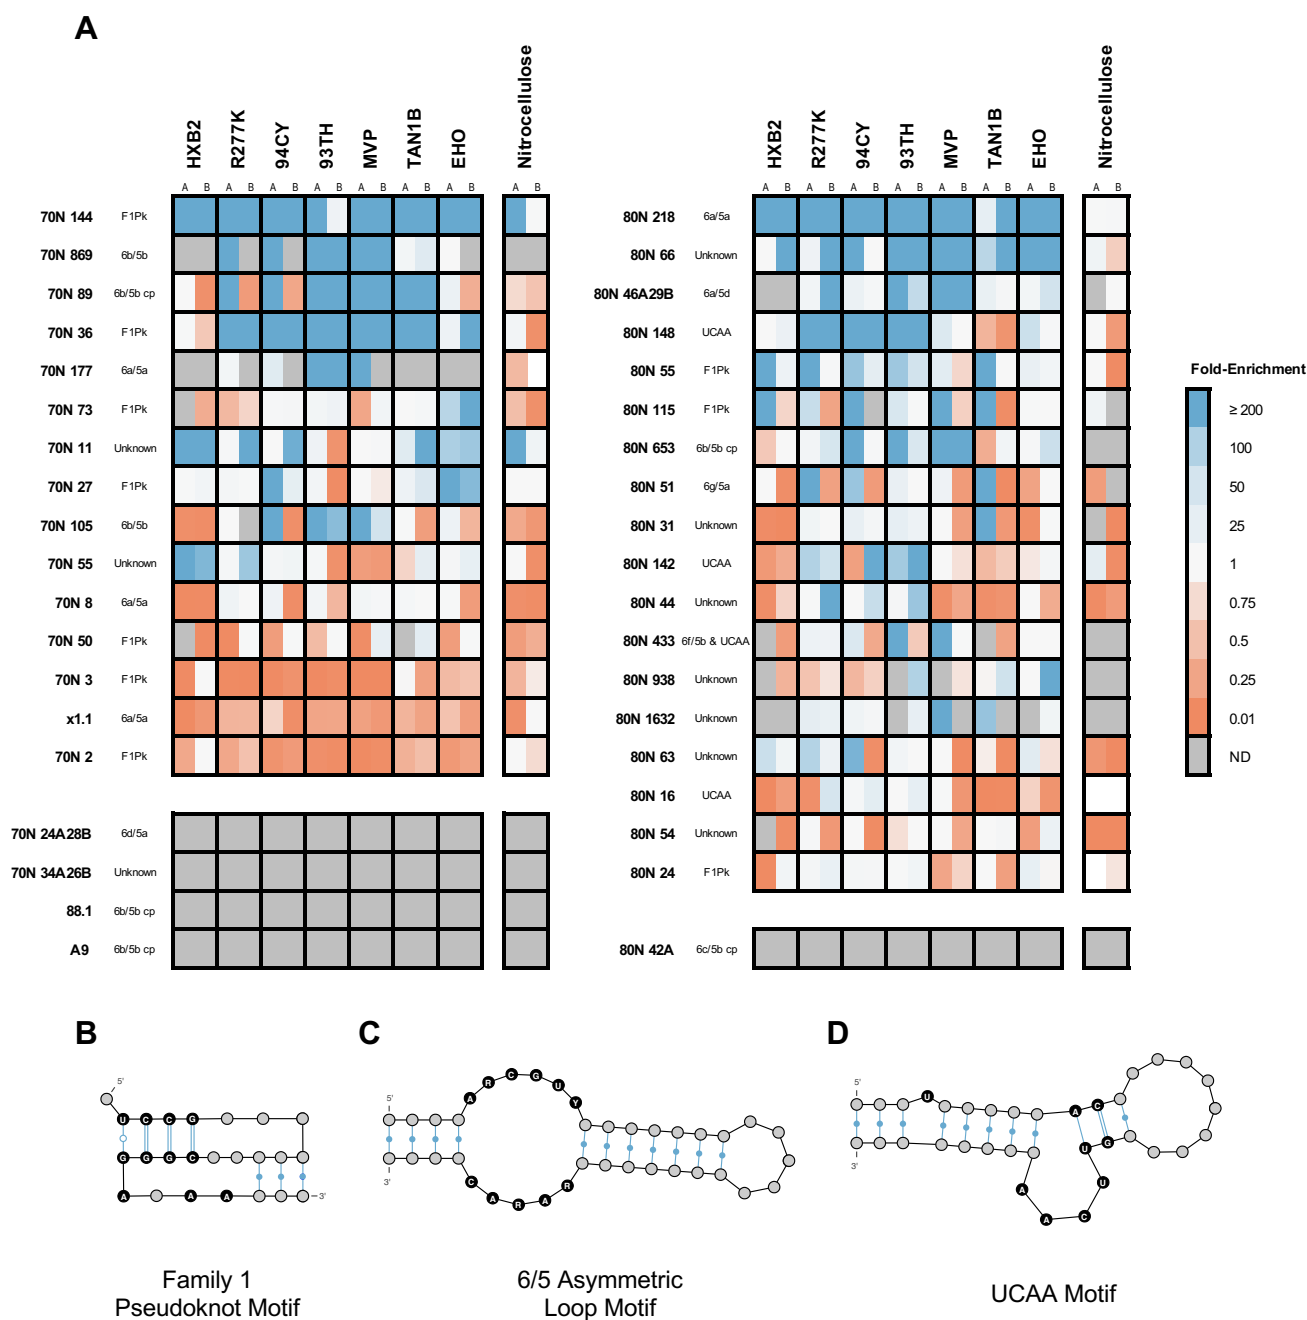 A
HXB2 R277K 94CY 93TH MVP TAN1B EHO Nitrocellulose
HXB2 R277K 94CY 93TH MVP TAN1B EHO Nitrocellulose
A B A B A B A B A B A B A B A B
A B A B A B A B A B A B A B A B
70N 144 F1Pk
70N 869 6b/5b
70N 89 6b/5b cp
70N 36 F1Pk
70N 177 6a/5a
70N 73 F1Pk
70N 11 Unknown
70N 27 F1Pk
70N 105 6b/5b
70N 55 Unknown
70N 8 6a/5a
70N 50 F1Pk
70N 3 F1Pk
x1.1 6a/5a
70N 2 F1Pk
70N 24A28B 6d/5a
70N 34A26B Unknown
88.1 6b/5b cp
A9 6b/5b cp
80N 218 6a/5a
80N 66 Unknown
80N 46A29B 6a/5d
80N 148 UCAA
80N 55 F1Pk
80N 115 F1Pk
80N 653 6b/5b cp
80N 51 6g/5a
80N 31 Unknown
80N 142 UCAA
80N 44 Unknown
80N 433 6f/5b & UCAA
80N 938 Unknown
80N 1632 Unknown
80N 63 Unknown
80N 16 UCAA
80N 54 Unknown
80N 24 F1Pk
80N 42A 6c/5b cp
Fold-Enrichment
≥ 200
100
50
25
1
0.75
0.5
0.25
0.01
ND
B
5'
U C C G
G G G C
A A A
3'
Family 1
Pseudoknot Motif
C
5'
A R C G U Y
3'
C A R A R
6/5 Asymmetric
Loop Motif
D
5'
U A C
3'
G U U C A A
UCAA Motif